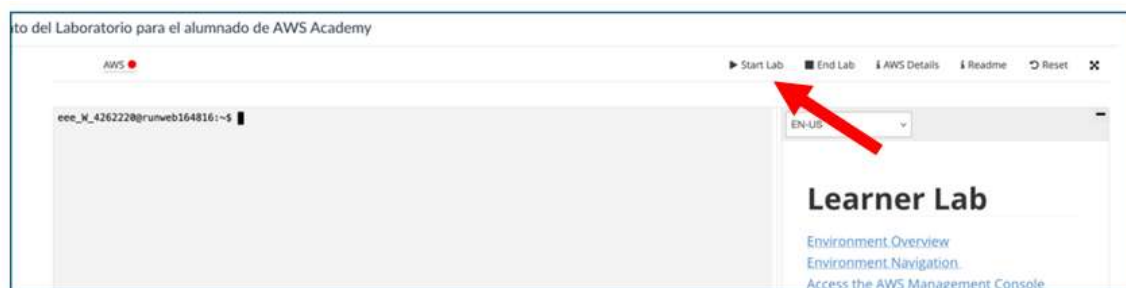 to del Laboratorio para el alumnado de AWS Academy
AWS Start Lab End Lab AWS Details Readme Reset
eee_W_4262220@runweb164816:~$
EN-US
Learner Lab
Environment Overview
Environment Navigation
Access the AWS Management Console